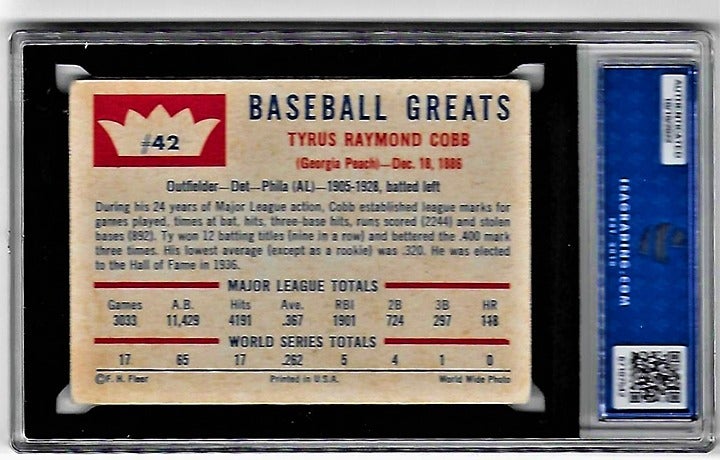 #42
BASEBALL GREATS
TYRUS RAYMOND COBB
(Georgia Peach)—Dec. 18, 1886
Outfielder—Det—Phila (AL)—1905-1928, batted left
During his 24 years of Major League action, Cobb established league marks for
games played, times at bat, hits, three-base hits, runs scored (2244) and stolen
bases (892). Ty won 12 batting titles (nine in a row) and bettered the .400 mark
three times. His lowest average (except as a rookie) was .320. He was elected
to the Hall of Fame in 1936.
MAJOR LEAGUE TOTALS
Games A.B. Hits Ave. RBI 2B 3B HR
3033 11,429 4191 .367 1901 724 297 118
WORLD SERIES TOTALS
17 65 17 .262 5 4 1 0
©F. H. Fleer Printed in U.S.A. World Wide Photo
AUTHENTICATED